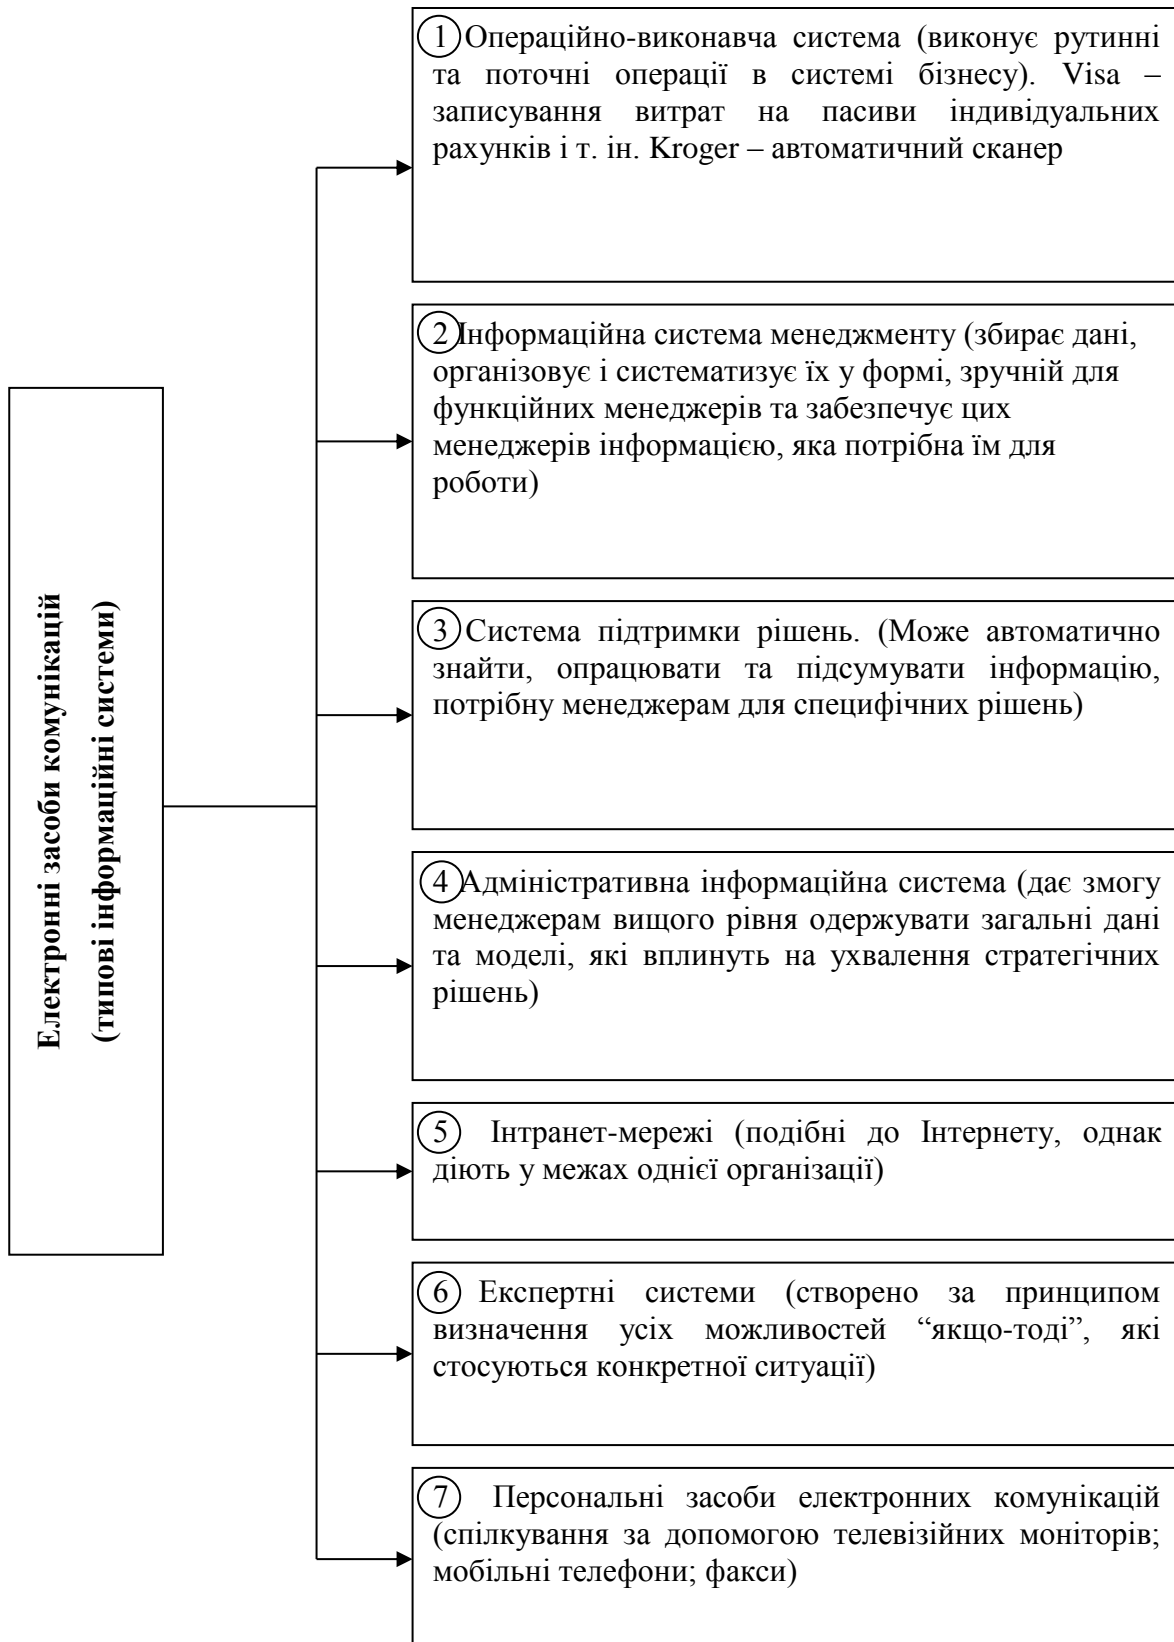 Електронні засоби комунікацій
(типові інформаційні системи)
1 Операційно-виконавча система (виконує рутинні
та поточні операції в системі бізнесу). Visa –
записування витрат на пасиви індивідуальних
рахунків і т. ін. Kroger – автоматичний сканер
2 Інформаційна система менеджменту (збирає дані,
організовує і систематизує їх у формі, зручній для
функційних менеджерів та забезпечує цих
менеджерів інформацією, яка потрібна їм для
роботи)
3 Система підтримки рішень. (Може автоматично
знайти, опрацювати та підсумувати інформацію,
потрібну менеджерам для специфічних рішень)
4 Адміністративна інформаційна система (дає змогу
менеджерам вищого рівня одержувати загальні дані
та моделі, які вплинуть на ухвалення стратегічних
рішень)
5 Інтранет-мережі (подібні до Інтернету, однак
діють у межах однієї організації)
6 Експертні системи (створено за принципом
визначення усіх можливостей “якщо-тоді”, які
стосуються конкретної ситуації)
7 Персональні засоби електронних комунікацій
(спілкування за допомогою телевізійних моніторів;
мобільні телефони; факси)